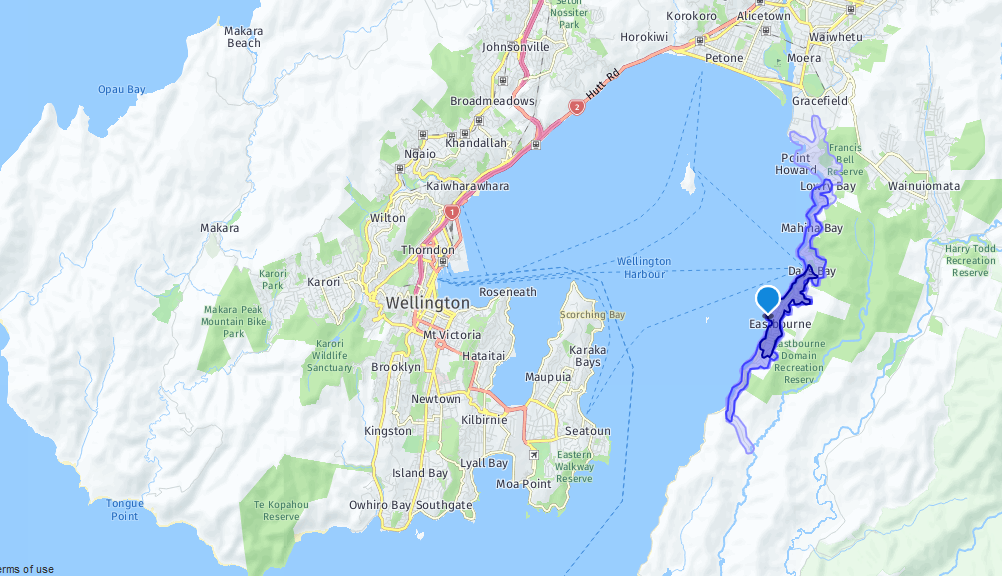 Seton
Nossiter
Park
Korokoro
Alicetown
Makara
Beach
Horokiwi
Waiwhetu
Johnsonville
Petone
Moera
Opau Bay
Hutt Rd
Broadmeadows
2
Gracefield
Khandallah
Ngaio
Francis
Bell
Reserve
Point
Howard
Kaiwharawhara
Lowry Bay
Wainuiomata
1
Wilton
Makara
Mahina Bay
Thorndon
Harry Todd
Recreation
Reserve
Wellington
Harbour
Karori
Park
Karori
Roseneath
Wellington
Makara Peak
Mountain Bike
Park
Scorching Bay
Eastbourne
Mt Victoria
Karori
Wildlife
Sanctuary
Hataitai
Karaka
Bays
Eastbourne
Domain
Recreation
Reserv
Brooklyn
Maupuia
Newtown
Kilbirnie
Kingston
Seatoun
Lyall Bay
Eastern
Walkway
Reserve
Island Bay
Moa Point
Tongue
Point
Te Kopahou
Reserve
Owhiro Bay
Southgate
erms of use